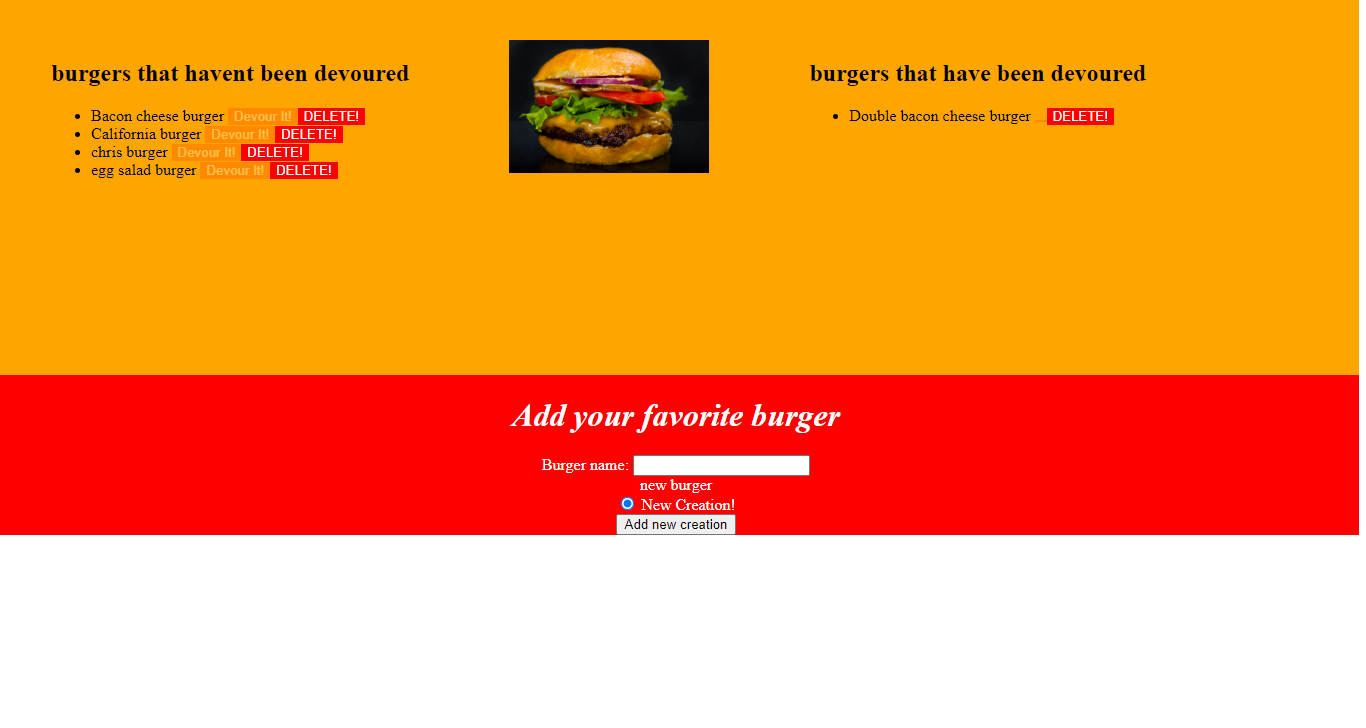 burgers that havent been devoured
Bacon cheese burger Devour It! DELETE!
California burger Devour It! DELETE!
chris burger Devour It! DELETE!
egg salad burger Devour It! DELETE!
burgers that have been devoured
Double bacon cheese burger DELETE!
Add your favorite burger
Burger name:
new burger
New Creation!
Add new creation